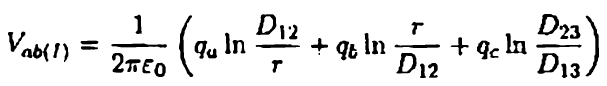 V_{ab(I)} = \frac{1}{2\pi\varepsilon_0} \left( q_a \ln \frac{D_{12}}{r} + q_b \ln \frac{r}{D_{12}} + q_c \ln \frac{D_{23}}{D_{13}} \right)